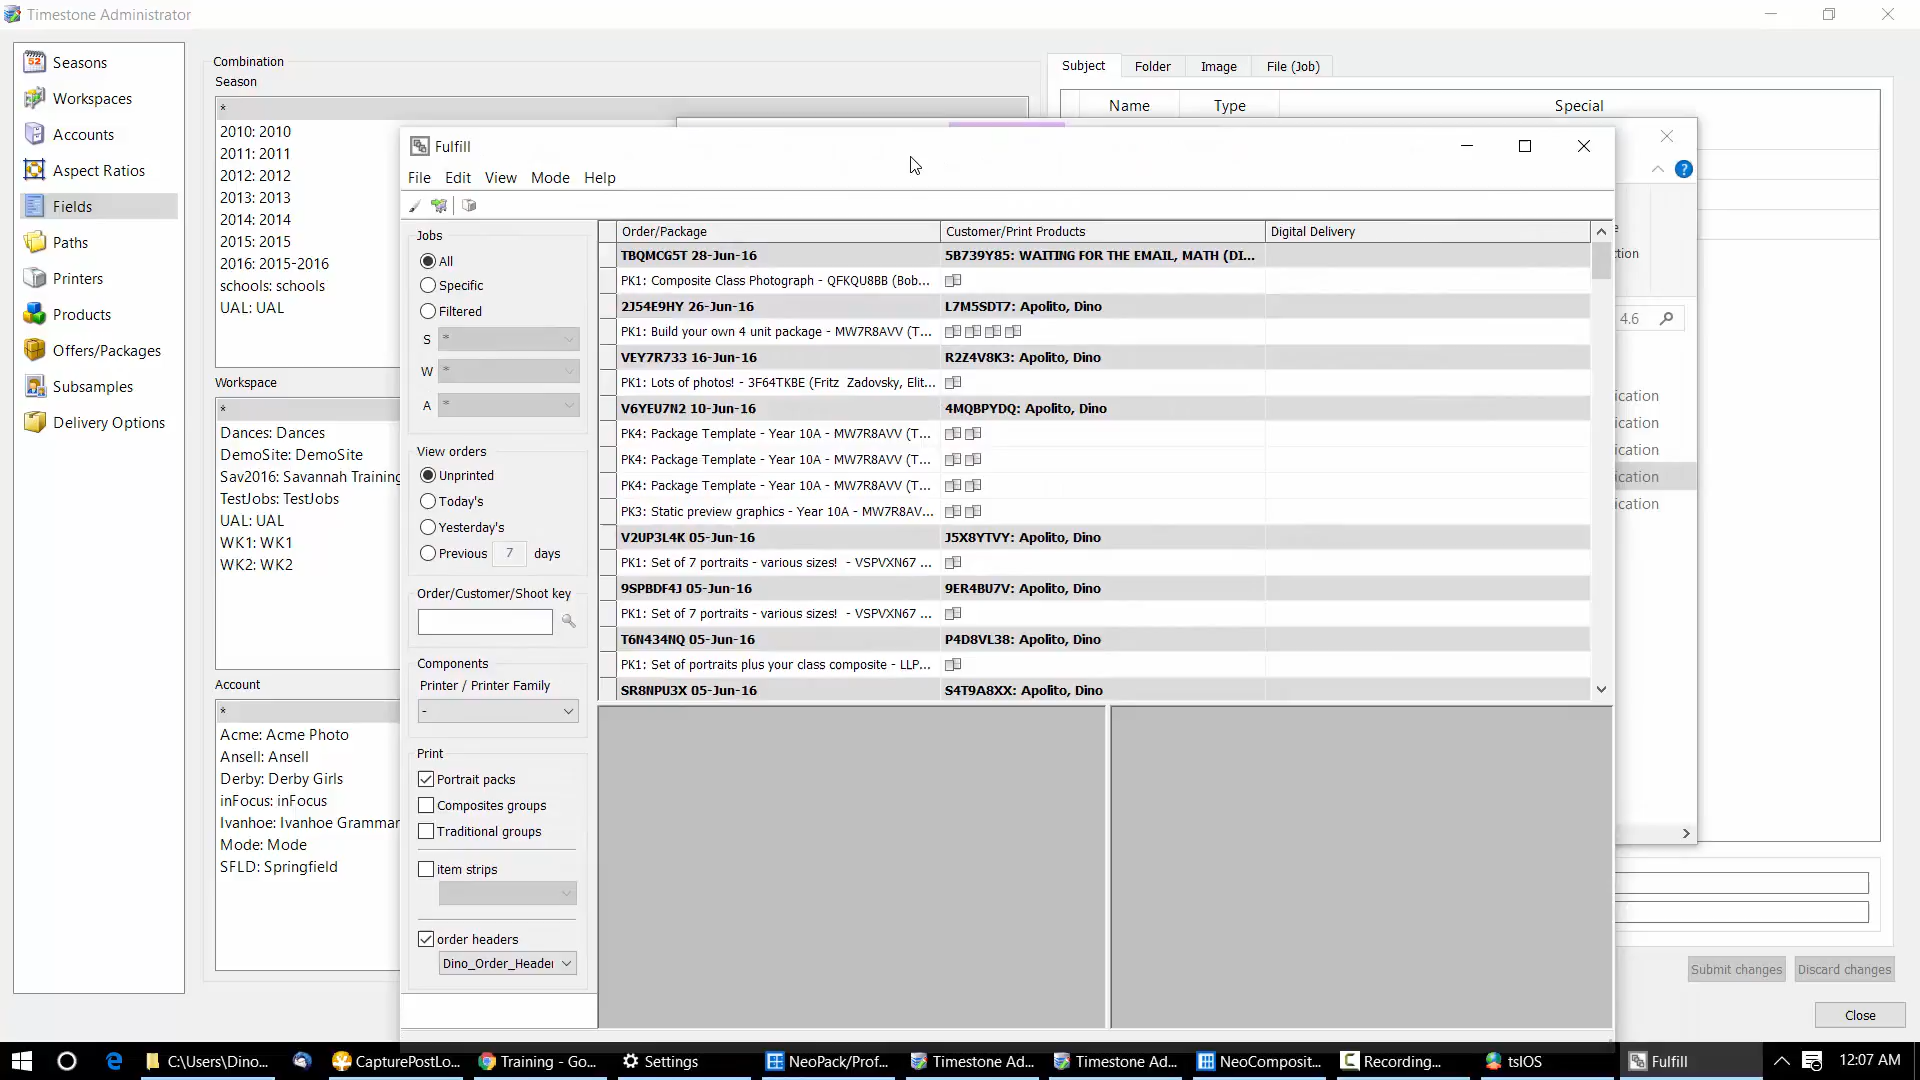 Timestone Administrator
Seasons
Workspaces
Accounts
Aspect Ratios
Fields
Paths
Printers
Products
Offers/Packages
Subsamples
Delivery Options
Combination
Season
*
2010: 2010
2011: 2011
2012: 2012
2013: 2013
2014: 2014
2015: 2015
2016: 2015-2016
schools: schools
UAL: UAL
Workspace
*
Dances: Dances
DemoSite: DemoSite
Sav2016: Savannah Training
TestJobs: TestJobs
UAL: UAL
WK1: WK1
WK2: WK2
Account
*
Acme: Acme Photo
Ansell: Ansell
Derby: Derby Girls
inFocus: inFocus
Ivanhoe: Ivanhoe Grammar
Mode: Mode
SFLD: Springfield
Subject Folder Image File (Job)
Name Type Special
Fulfill
File Edit View Mode Help
Jobs
All
Specific
Filtered
S *
W *
A *
View orders
Unprinted
Today's
Yesterday's
Previous 7 days
Order/Customer/Shoot key
Components
Printer / Printer Family
-
Print
Portrait packs
Composites groups
Traditional groups
item strips
order headers
Dino_Order_Header
Order/Package Customer/Print Products Digital Delivery
TBQMCG5T 28-Jun-16 5B739Y85: WAITING FOR THE EMAIL, MATH (DI...
PK1: Composite Class Photograph - QFKQU8BB (Bob...
2J54E9HY 26-Jun-16 L7M5SDT7: Apolito, Dino
PK1: Build your own 4 unit package - MW7R8AVV (T...
VEY7R733 16-Jun-16 R2Z4V8K3: Apolito, Dino
PK1: Lots of photos! - 3F64TKBE (Fritz Zadovsky, Elit...
V6YEU7N2 10-Jun-16 4MQBPYDQ: Apolito, Dino
PK4: Package Template - Year 10A - MW7R8AVV (T...
PK4: Package Template - Year 10A - MW7R8AVV (T...
PK4: Package Template - Year 10A - MW7R8AVV (T...
PK3: Static preview graphics - Year 10A - MW7R8AV...
V2UP3L4K 05-Jun-16 J5X8YTVY: Apolito, Dino
PK1: Set of 7 portraits - various sizes! - VSPVXN67 ...
9SPBDF4J 05-Jun-16 9ER4BU7V: Apolito, Dino
PK1: Set of 7 portraits - various sizes! - VSPVXN67 ...
T6N434NQ 05-Jun-16 P4D8VL38: Apolito, Dino
PK1: Set of portraits plus your class composite - LLP...
SR8NPU3X 05-Jun-16 S4T9A8XX: Apolito, Dino
e
tion
4.6
ication
ication
ication
ication
ication
Submit changes Discard changes
Close
C:\Users\Dino... CapturePostLo... Training - Go... Settings NeoPack/Prof... Timestone Ad... Timestone Ad... NeoComposit... Recording... tsIOS Fulfill 12:07 AM